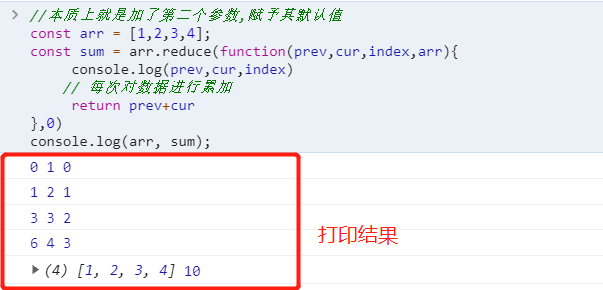 > //本质上就是加了第二个参数,赋予其默认值
const arr = [1,2,3,4];
const sum = arr.reduce(function(prev,cur,index,arr){
console.log(prev,cur,index)
// 每次对数据进行累加
return prev+cur
},0)
console.log(arr, sum);
0 1 0
1 2 1
3 3 2
6 4 3
▶(4) [1, 2, 3, 4] 10
打印结果